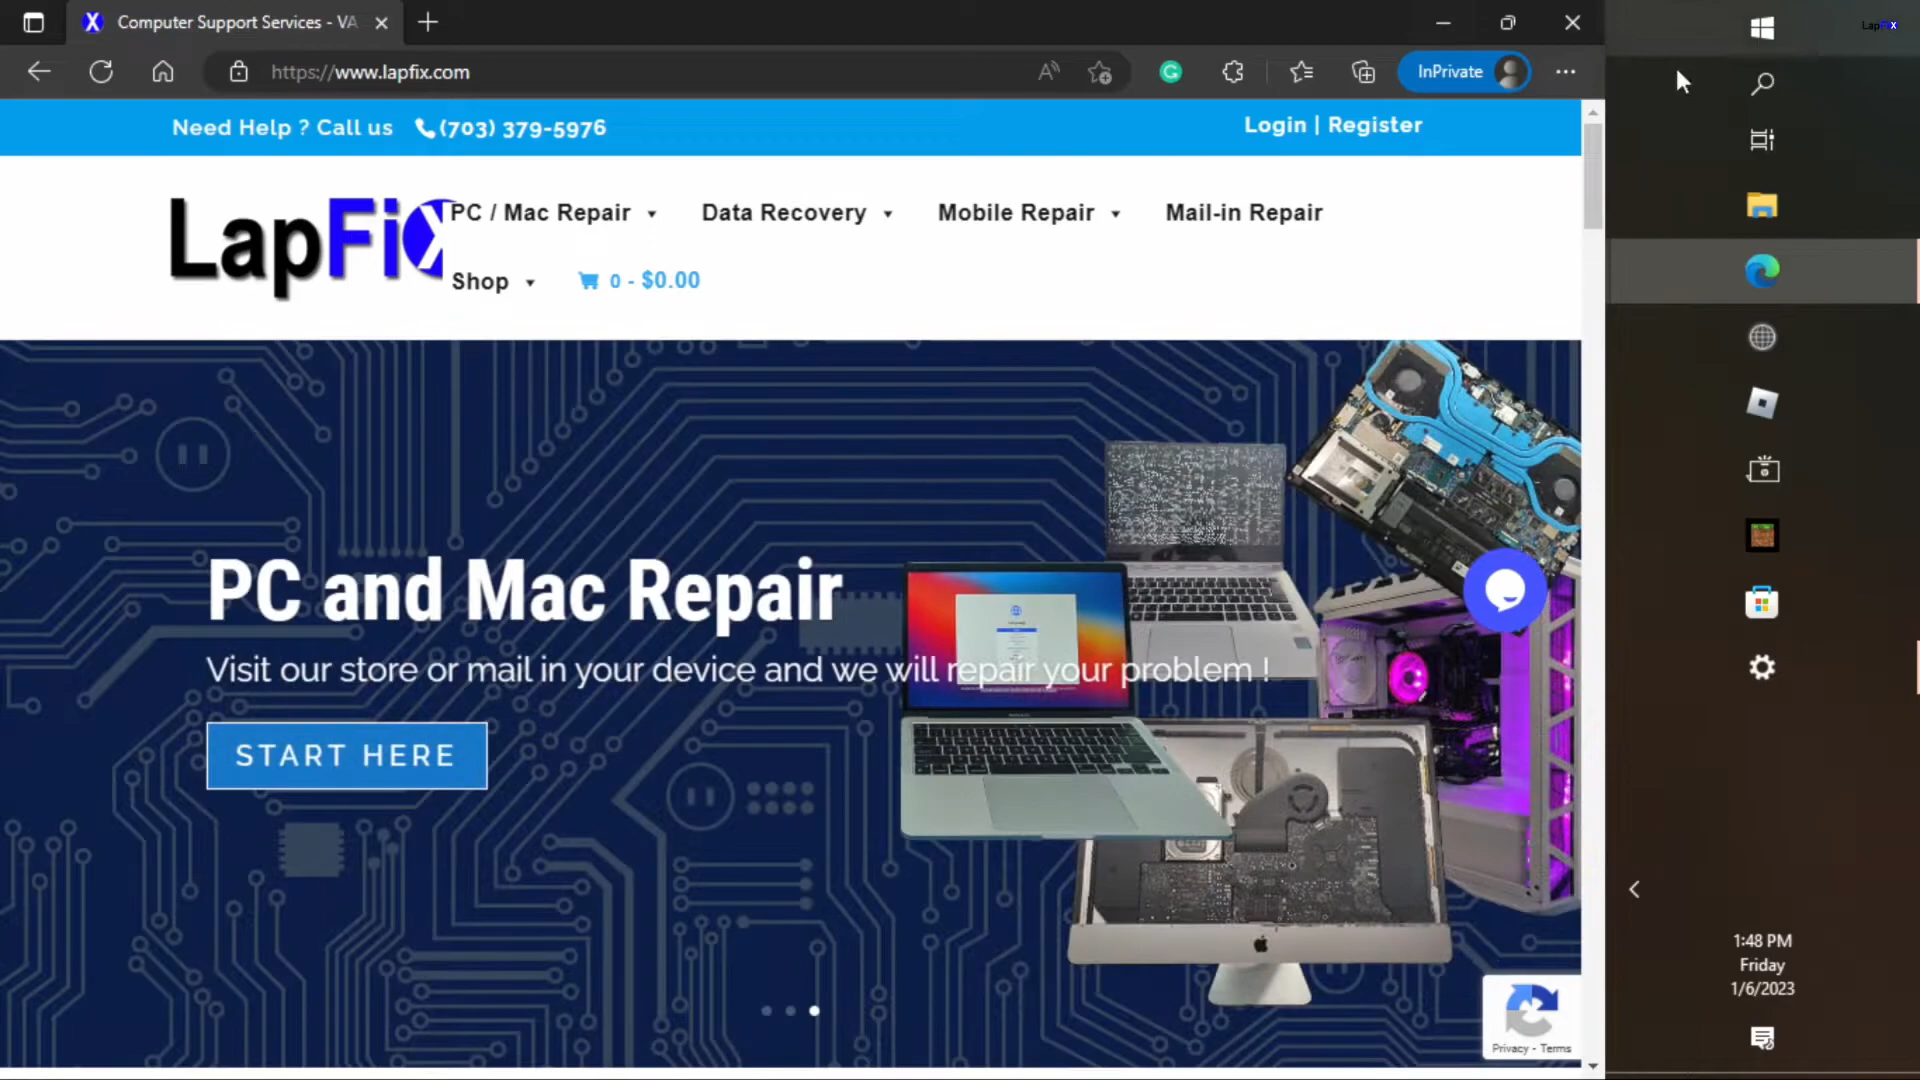 Computer Support Services - VA
https://www.lapfix.com
InPrivate
LapFix
Need Help ? Call us (703) 379-5976
Login | Register
LapFix
PC / Mac Repair
Data Recovery
Mobile Repair
Mail-in Repair
Shop
0 - $0.00
PC and Mac Repair
Visit our store or mail in your device and we will repair your problem !
START HERE
Privacy - Terms
1:48 PM
Friday
1/6/2023